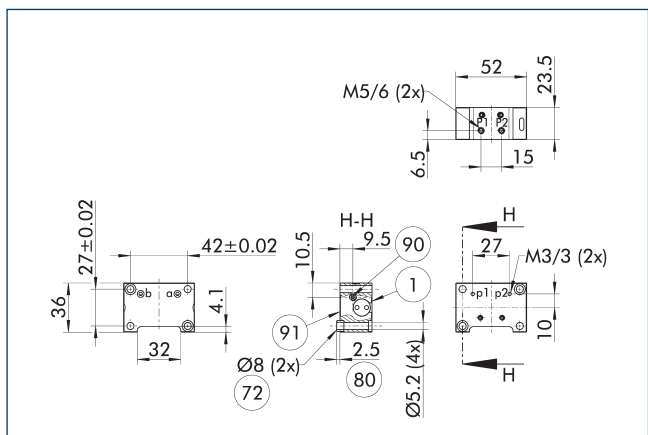 52
23.5
M5/6 (2x)
P1 P2
6.5
15
H-H
H
27±0.02
42±0.02
10.5
9.5
90
27
M3/3 (2x)
36
b a
4.1
1
p1 p2
10
32
91
2.5
Ø8 (2x)
80
Ø5.2 (4x)
H
72